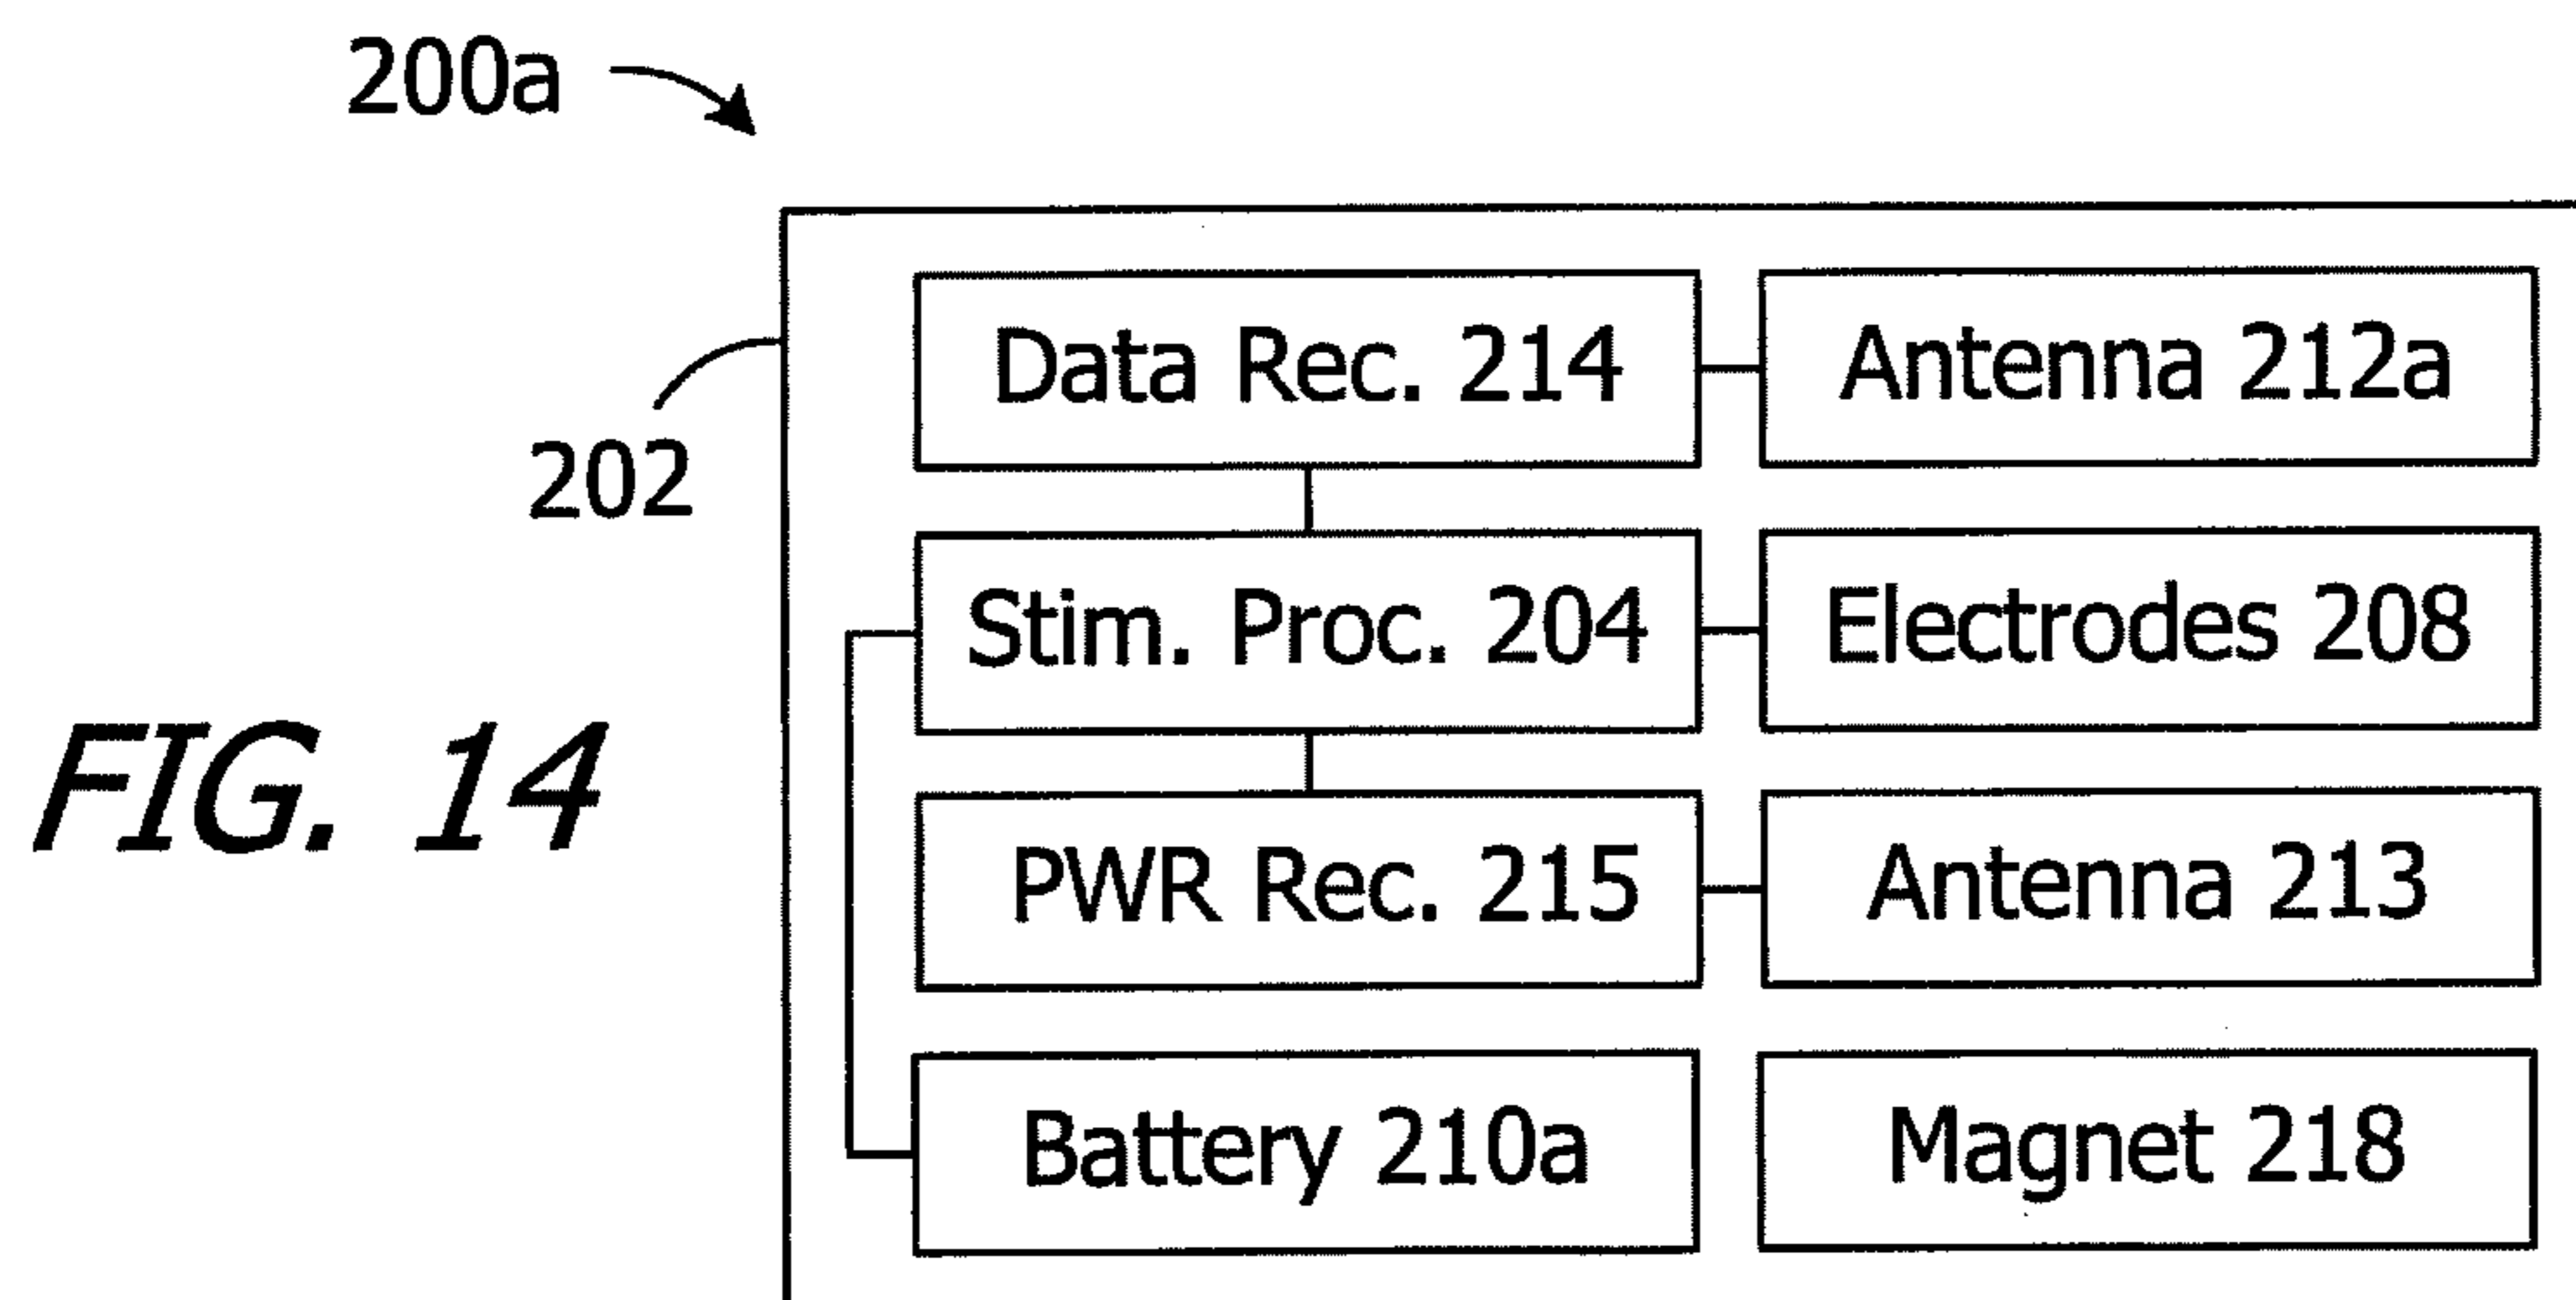 200a
202
Data Rec. 214
Antenna 212a
Stim. Proc. 204
Electrodes 208
PWR Rec. 215
Antenna 213
Battery 210a
Magnet 218
FIG. 14